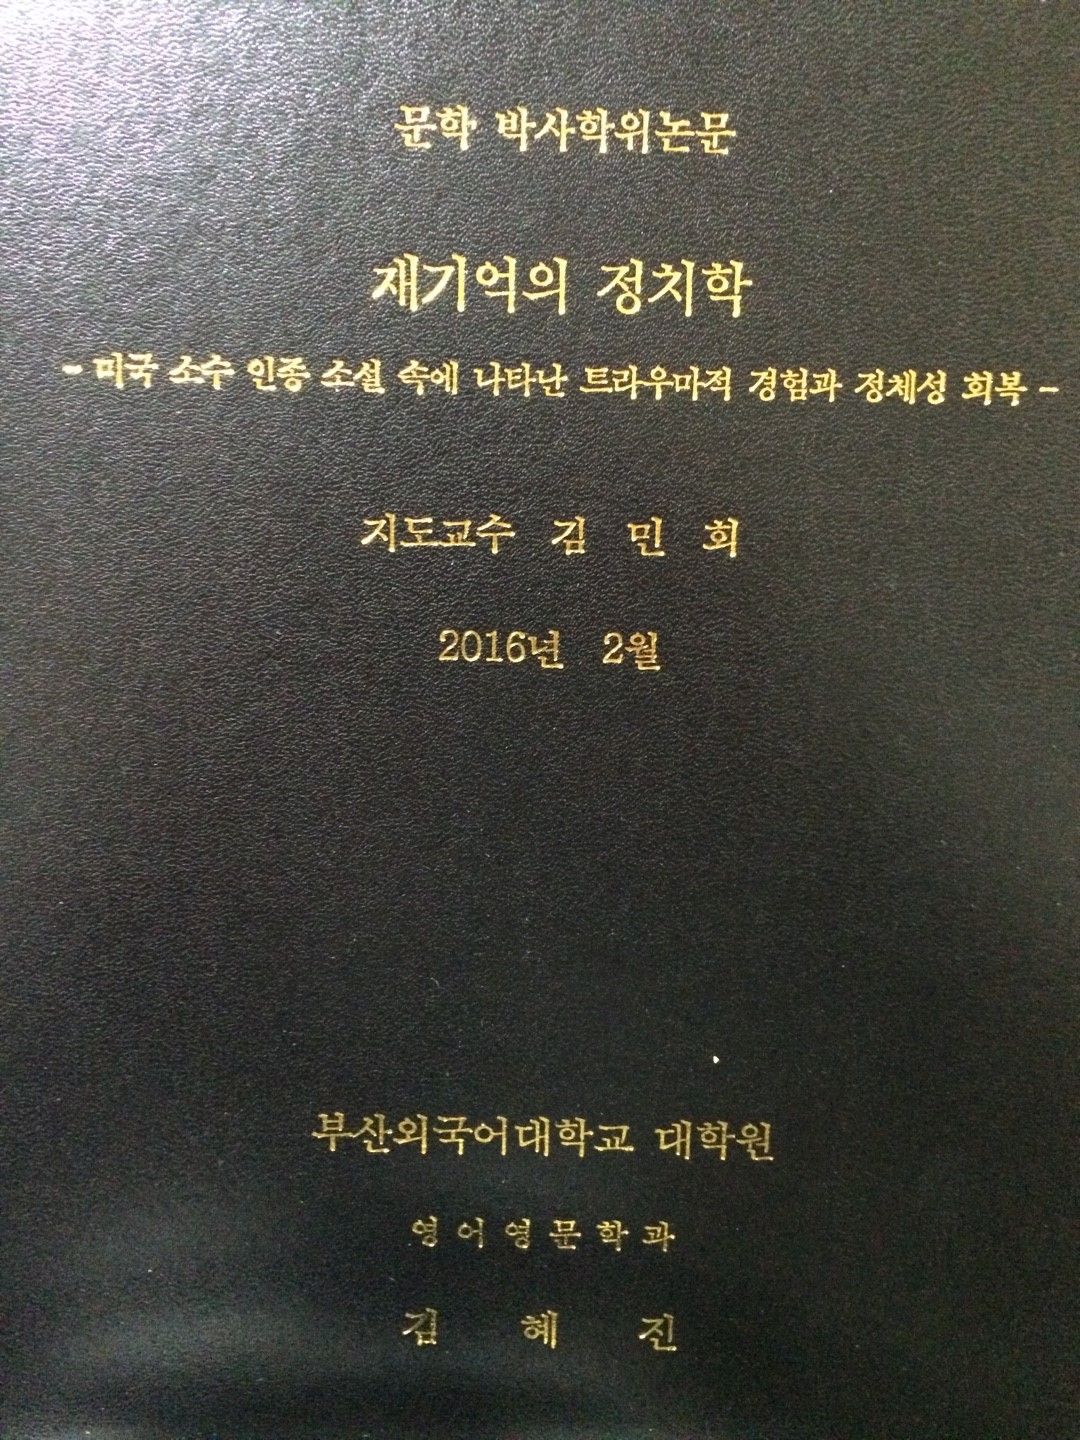 문학 박사학위논문
재기억의 정치학
- 미국 소수 인종 소설 속에 나타난 트라우마적 경험과 정체성 회복 -
지도교수 김 민 회
2016년 2월
부산외국어대학교 대학원
영어영문학과
김 혜 진